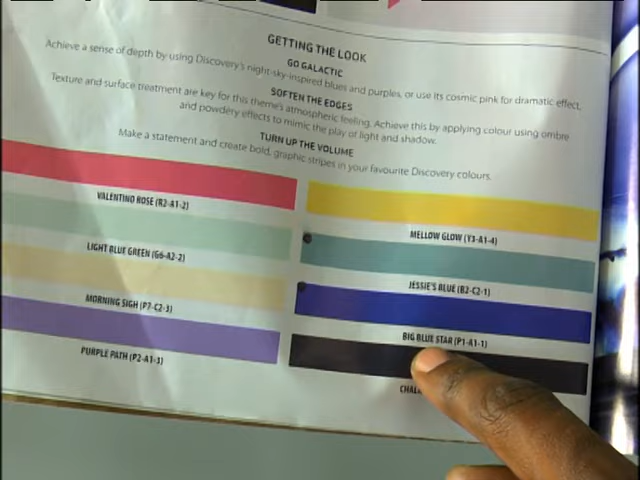 GETTING THE LOOK
GO GALACTIC
Achieve a sense of depth by using Discovery's night-sky-inspired blues and purples, or use its cosmic pink for dramatic effect.
SOFTEN THE EDGES
Texture and surface treatment are key for this theme's atmospheric feeling. Achieve this by applying colour using ombre
and powdery effects to mimic the play of light and shadow.
TURN UP THE VOLUME
Make a statement and create bold, graphic stripes in your favourite Discovery colours.
VALENTINO ROSE (R2-A1-2)
MELLOW GLOW (Y3-A1-4)
LIGHT BLUE GREEN (G6-A2-2)
JESSIE'S BLUE (B2-C2-1)
MORNING SIGH (P7-C2-3)
BIG BLUE STAR (P1-A1-1)
PURPLE PATH (P2-A1-3)